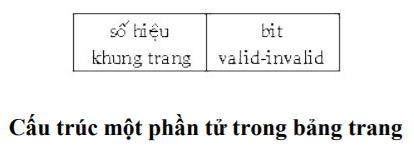 số hiệu
khung trang
bit
valid-invalid
Cấu trúc một phần tử trong bảng trang